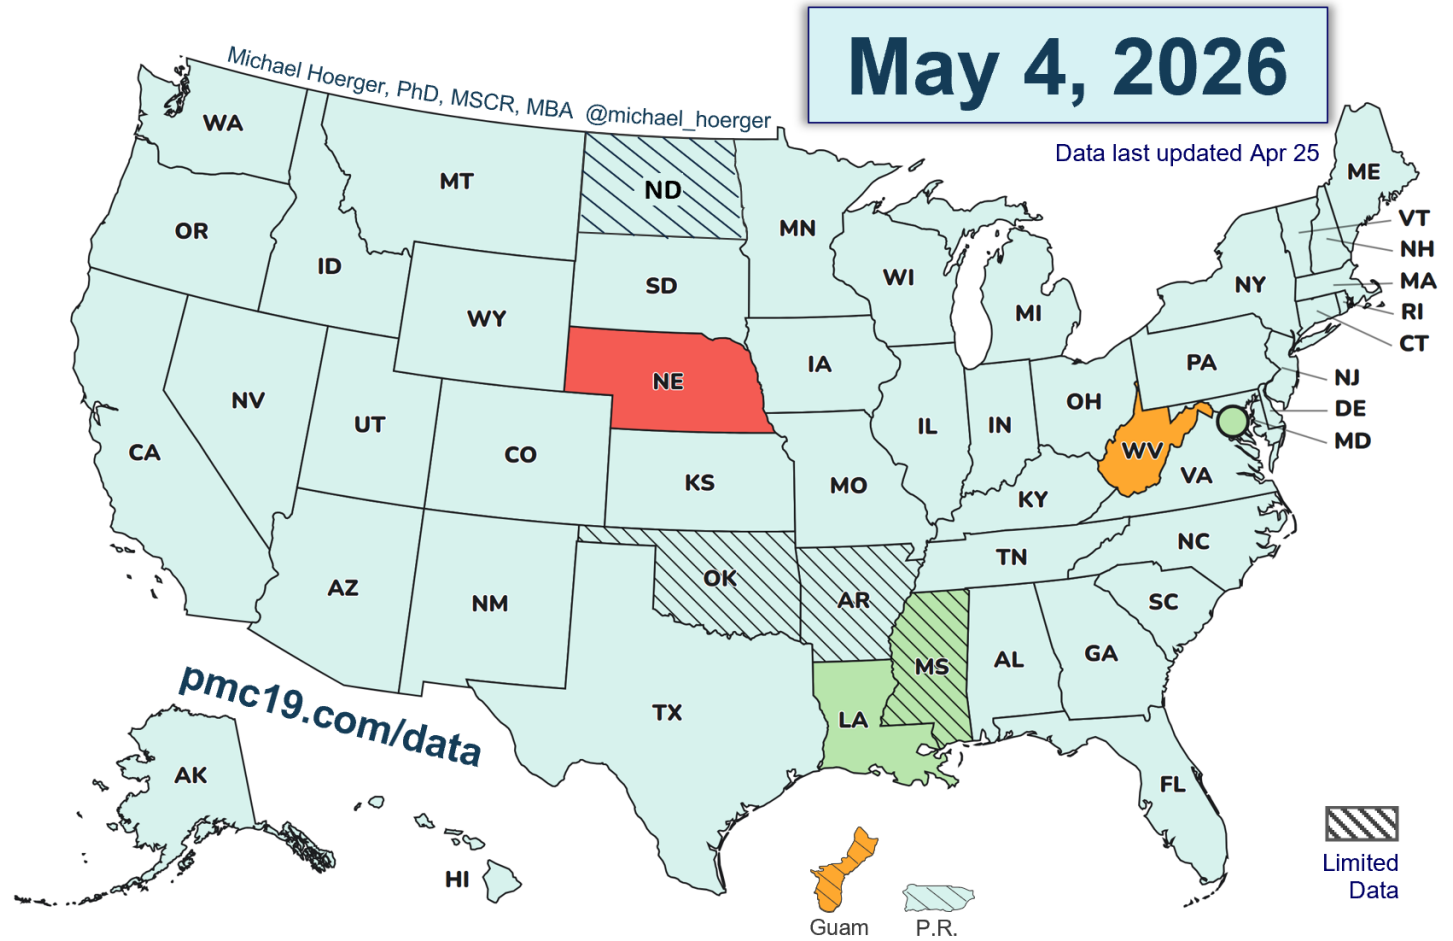 May 4, 2026
Michael Hoerger, PhD, MSCR, MBA @michael_hoerger
Data last updated Apr 25
WA
MT
ND
ME
VT
OR
MN
NH
ID
SD
WI
NY
MA
WY
MI
RI
CT
NE
IA
PA
NJ
NV
UT
OH
DE
CA
CO
IL
IN
MD
KS
MO
WV
VA
KY
NC
TN
AZ
NM
OK
AR
SC
MS
AL
GA
pmc19.com/data
TX
LA
AK
FL
HI
Limited
Data
Guam
P.R.